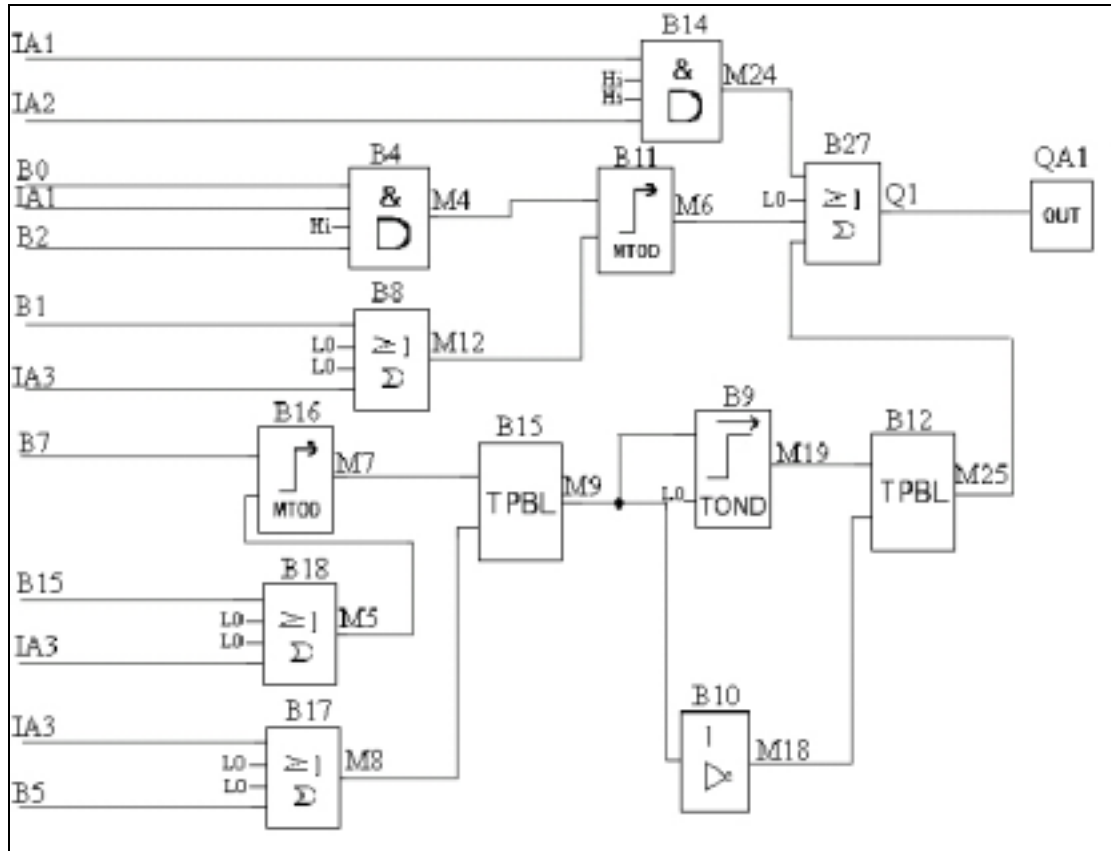 B14
IA1
Hi
Hi
&
M24
IA2
B4
B11
B27
QA1
B0
IA1
Hi
B2
&
M4
MTOD
M6
L0
≥1
Σ
Q1
OUT
B8
B1
L0
L0
≥1
Σ
M12
IA3
B16
B15
B9
B12
B7
MTOD
M7
TPBL
M9
L0
TOND
M19
TPBL
M25
B18
B15
L0
L0
≥1
Σ
M5
IA3
B17
B10
IA3
L0
L0
≥1
Σ
M8
B5
1
M18